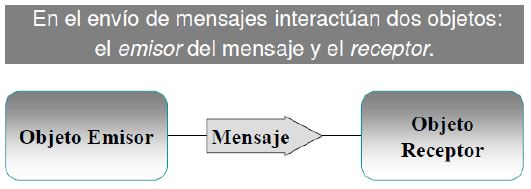 En el envío de mensajes interactúan dos objetos:
el emisor del mensaje y el receptor.
Objeto Emisor
Mensaje
Objeto
Receptor